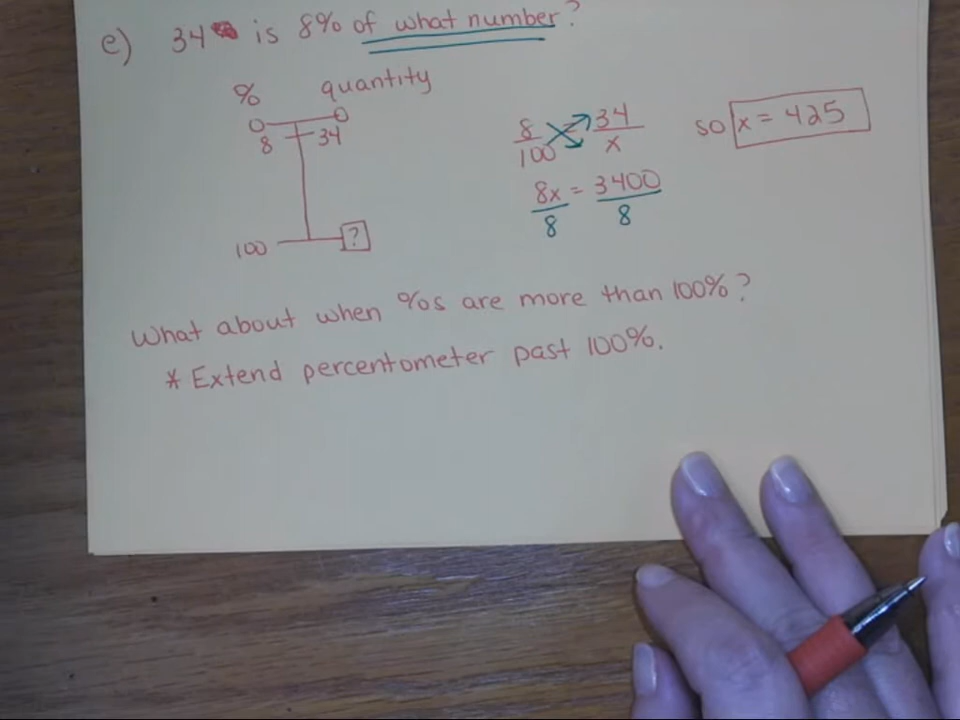 e) 34 is 8% of what number?
% quantity
0 0
8 34
100 ?
8/100 = 34/x
8x/8 = 3400/8
so x = 425
What about when %s are more than 100%?
* Extend percentometer past 100%.